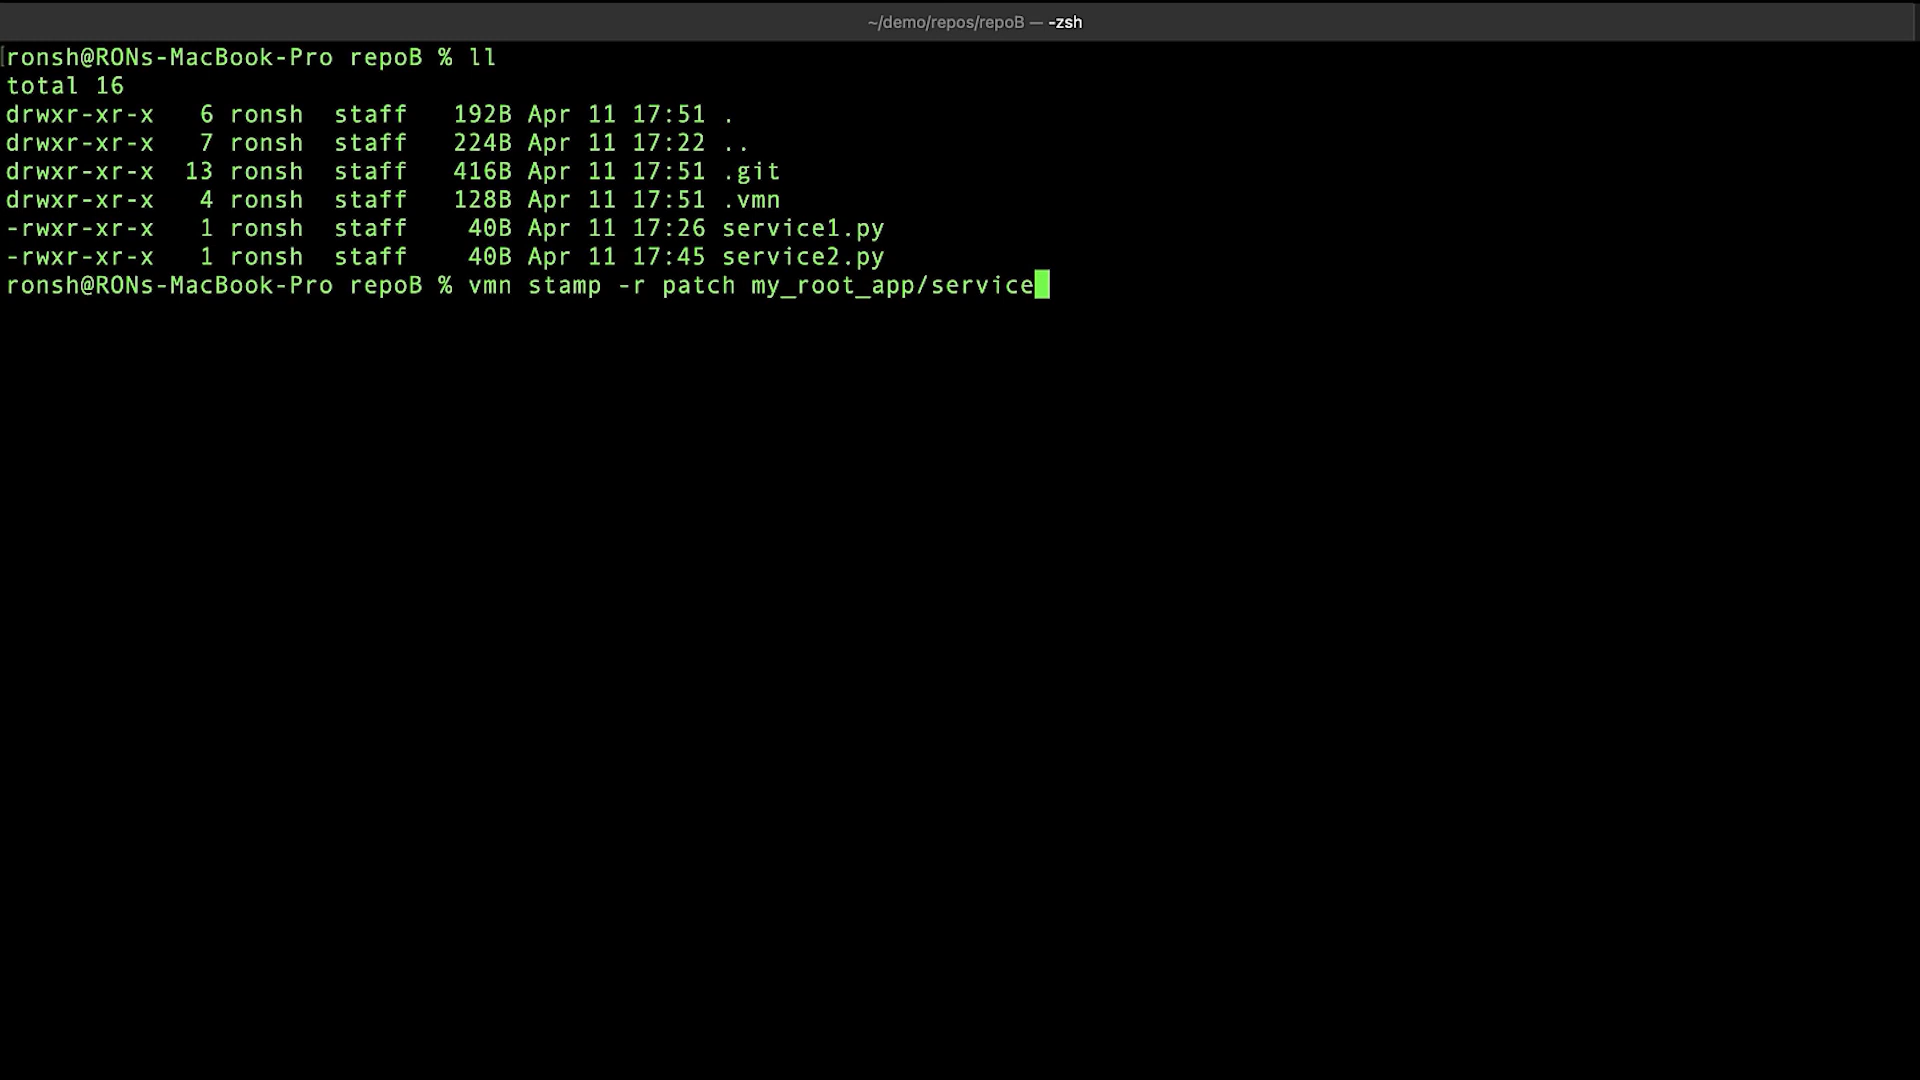 ~/demo/repos/repoB — -zsh
ronsh@RONs-MacBook-Pro repoB % ll
total 16
drwxr-xr-x   6 ronsh  staff   192B Apr 11 17:51 .
drwxr-xr-x   7 ronsh  staff   224B Apr 11 17:22 ..
drwxr-xr-x  13 ronsh  staff   416B Apr 11 17:51 .git
drwxr-xr-x   4 ronsh  staff   128B Apr 11 17:51 .vmn
-rwxr-xr-x   1 ronsh  staff    40B Apr 11 17:26 service1.py
-rwxr-xr-x   1 ronsh  staff    40B Apr 11 17:45 service2.py
ronsh@RONs-MacBook-Pro repoB % vmn stamp -r patch my_root_app/service